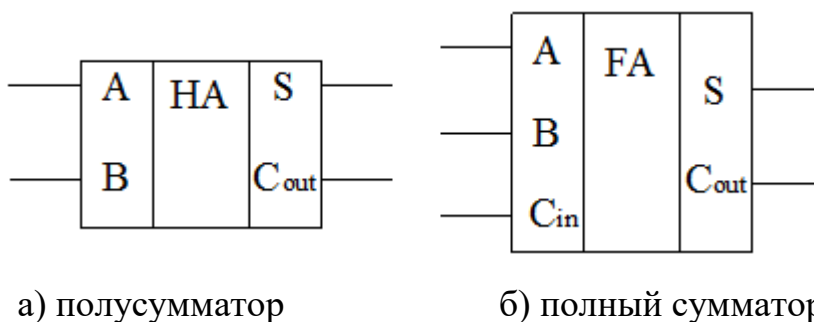 A HA S
B Cout
A FA S
B Cout
Cin
а) полусумматор
б) полный сумматор